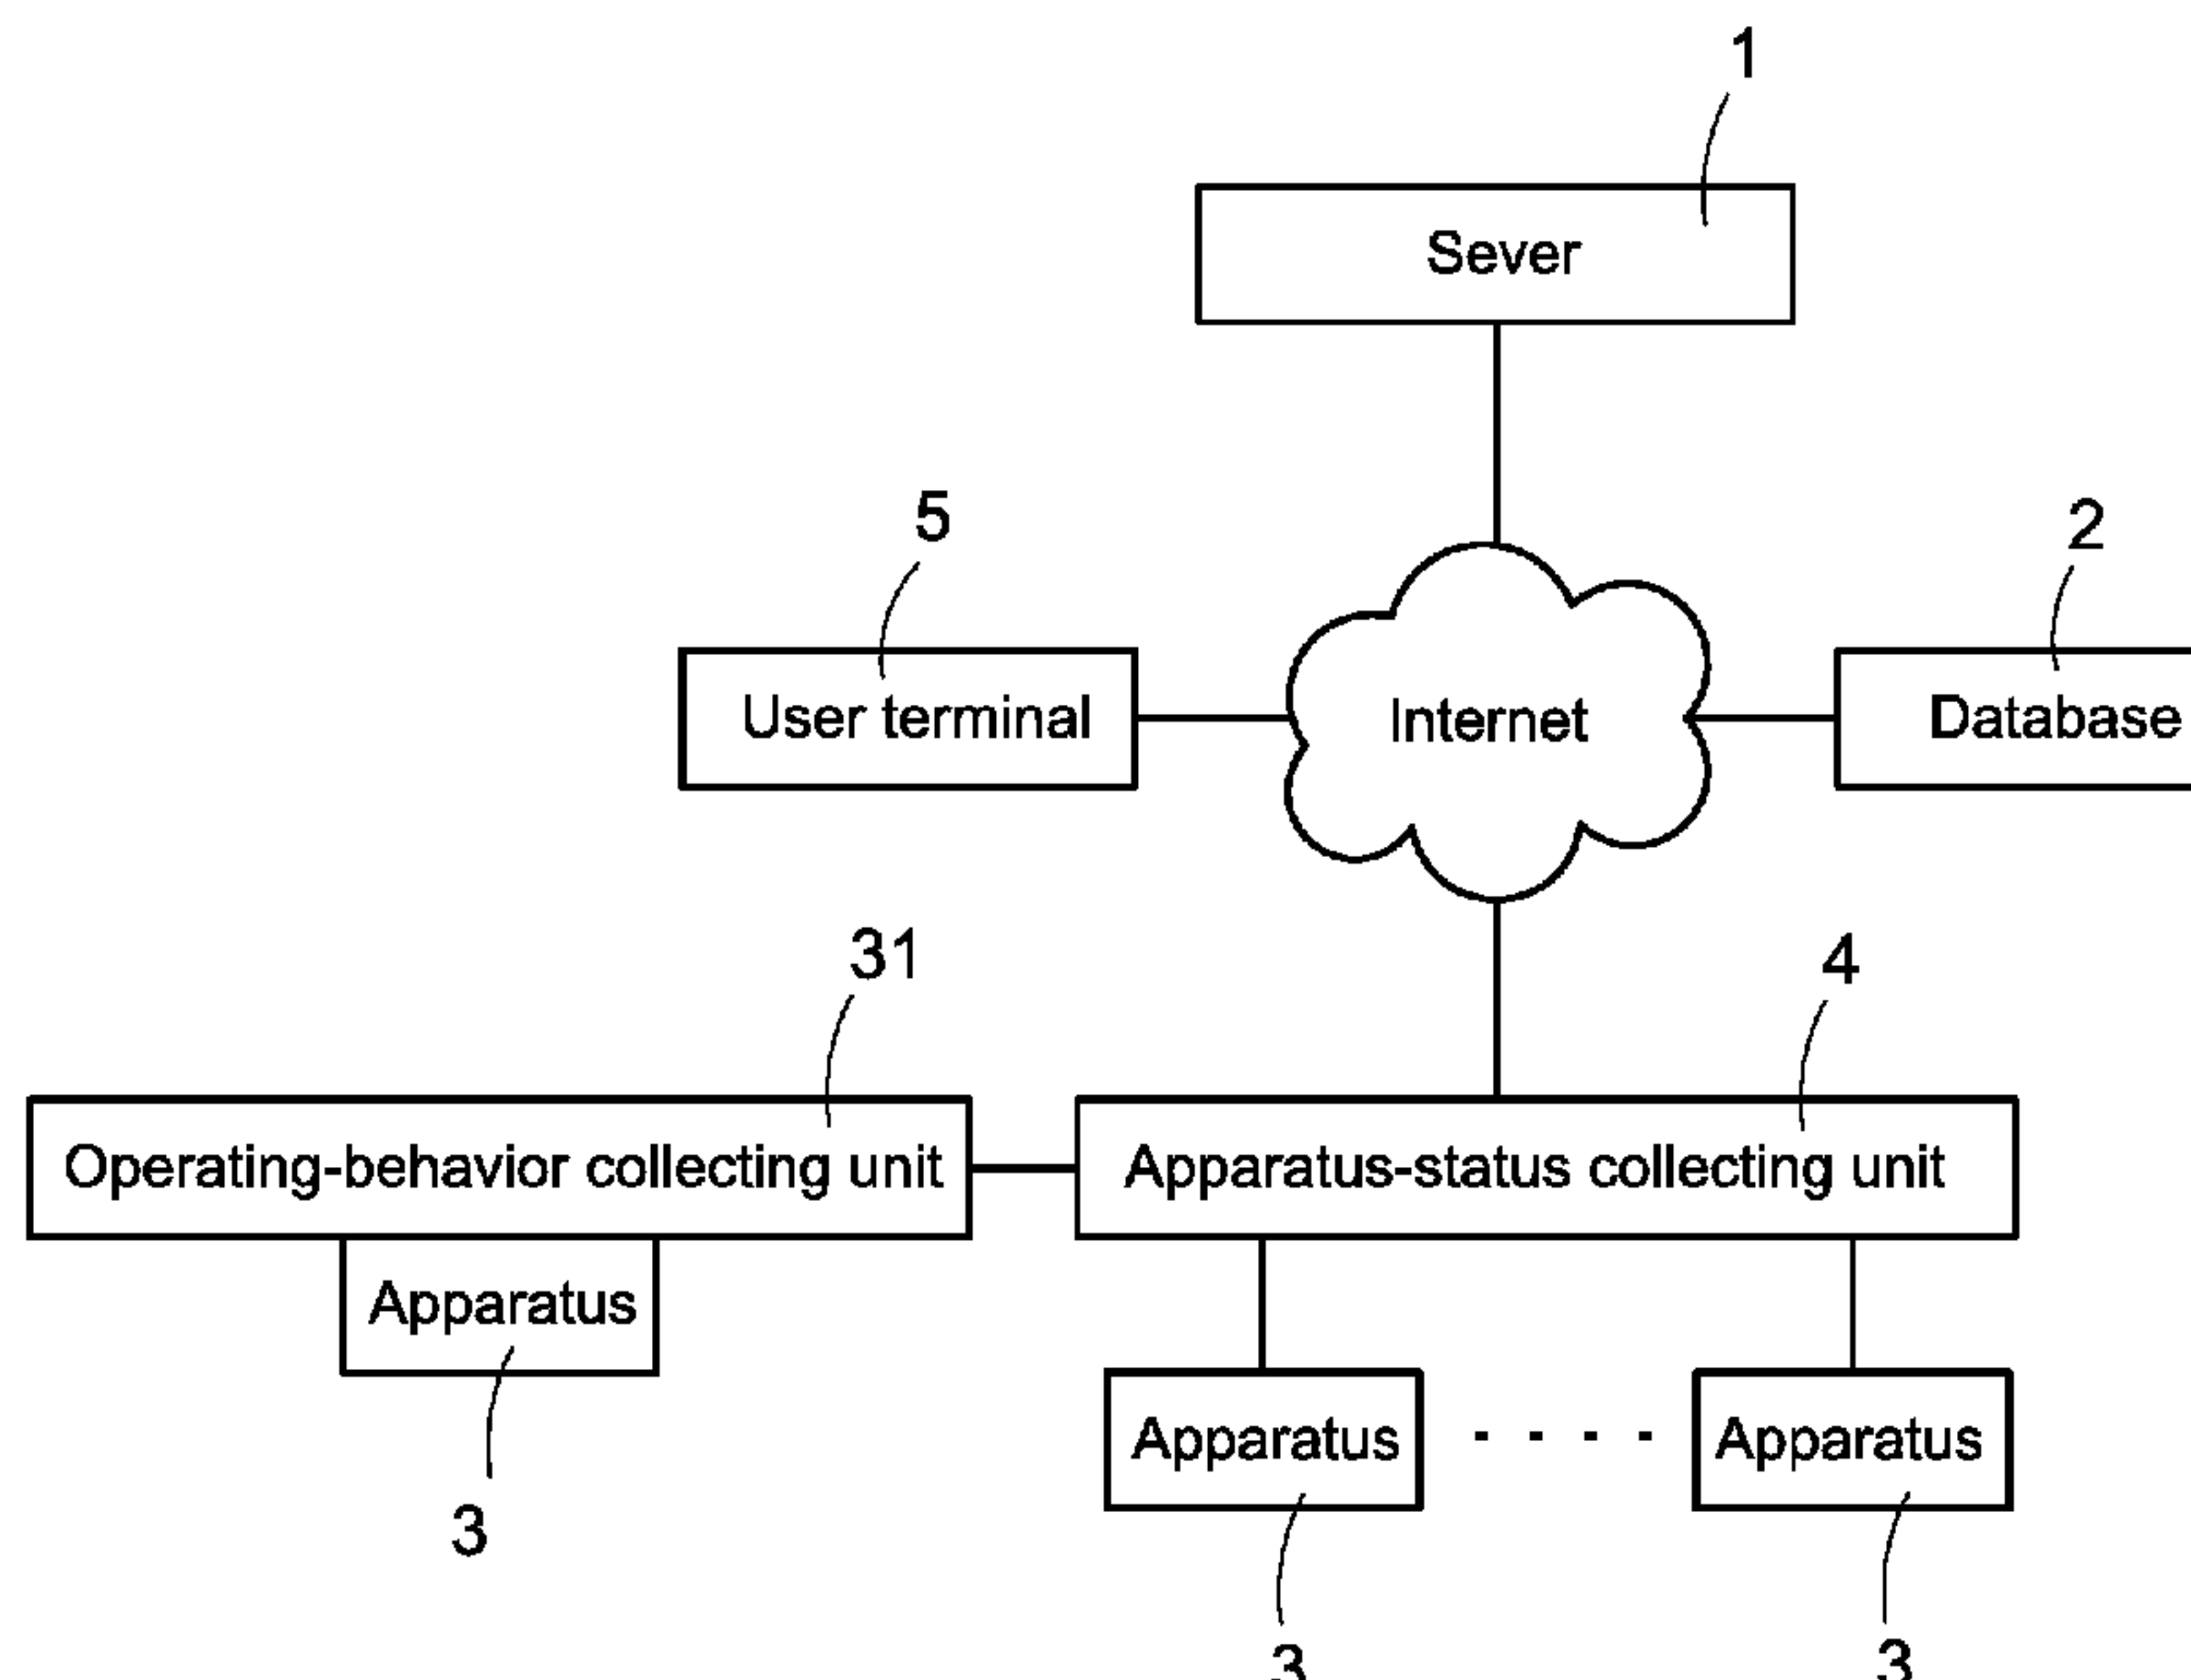 1
Sever
5
2
User terminal
Internet
Database
31
4
Operating-behavior collecting unit
Apparatus-status collecting unit
Apparatus
Apparatus
. . . .
Apparatus
3
3
3